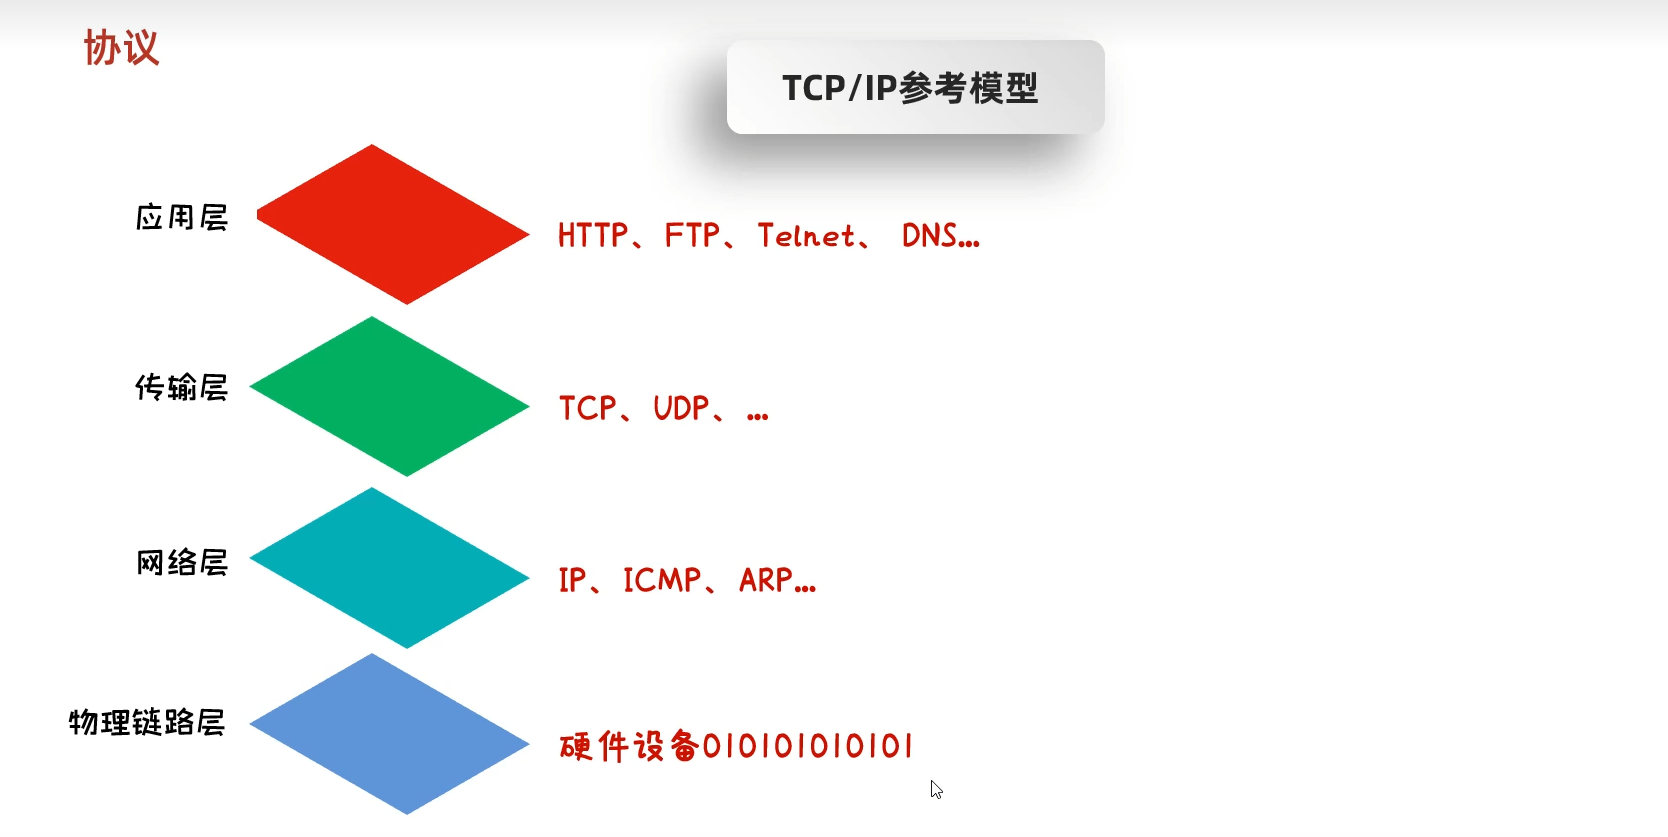 协议
TCP/IP参考模型
应用层
HTTP、FTP、Telnet、 DNS...
传输层
TCP、UDP、...
网络层
IP、ICMP、ARP...
物理链路层
硬件设备010101010101